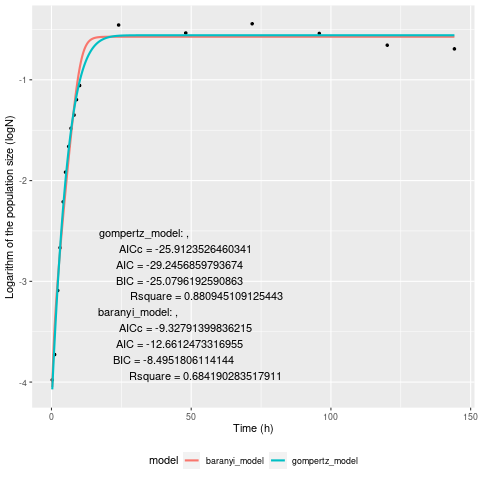 Logarithm of the population size (logN)
-1
-2
-3
-4
gompertz_model: ,
AICc = -25.9123526460341
AIC = -29.2456859793674
BIC = -25.0796192590863
Rsquare = 0.880945109125443
baranyi_model: ,
AICc = -9.32791399836215
AIC = -12.6612473316955
BIC = -8.4951806114144
Rsquare = 0.684190283517911
0 50 100 150
Time (h)
model baranyi_model gompertz_model